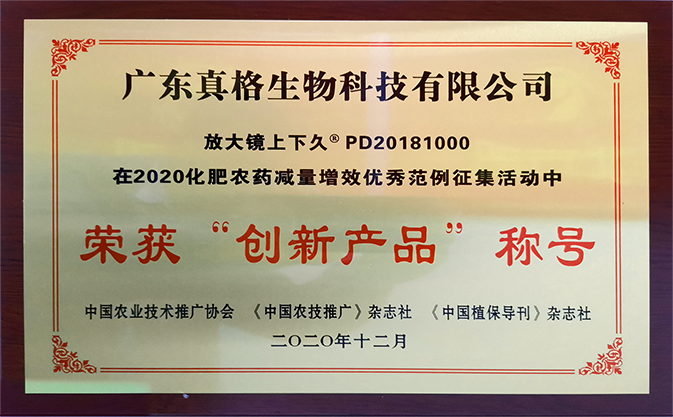 广东真格生物科技有限公司
放大镜上下久® PD20181000
在2020化肥农药减量增效优秀范例征集活动中
荣获“创新产品”称号
中国农业技术推广协会 《中国农技推广》杂志社 《中国植保导刊》杂志社
二〇二〇年十二月